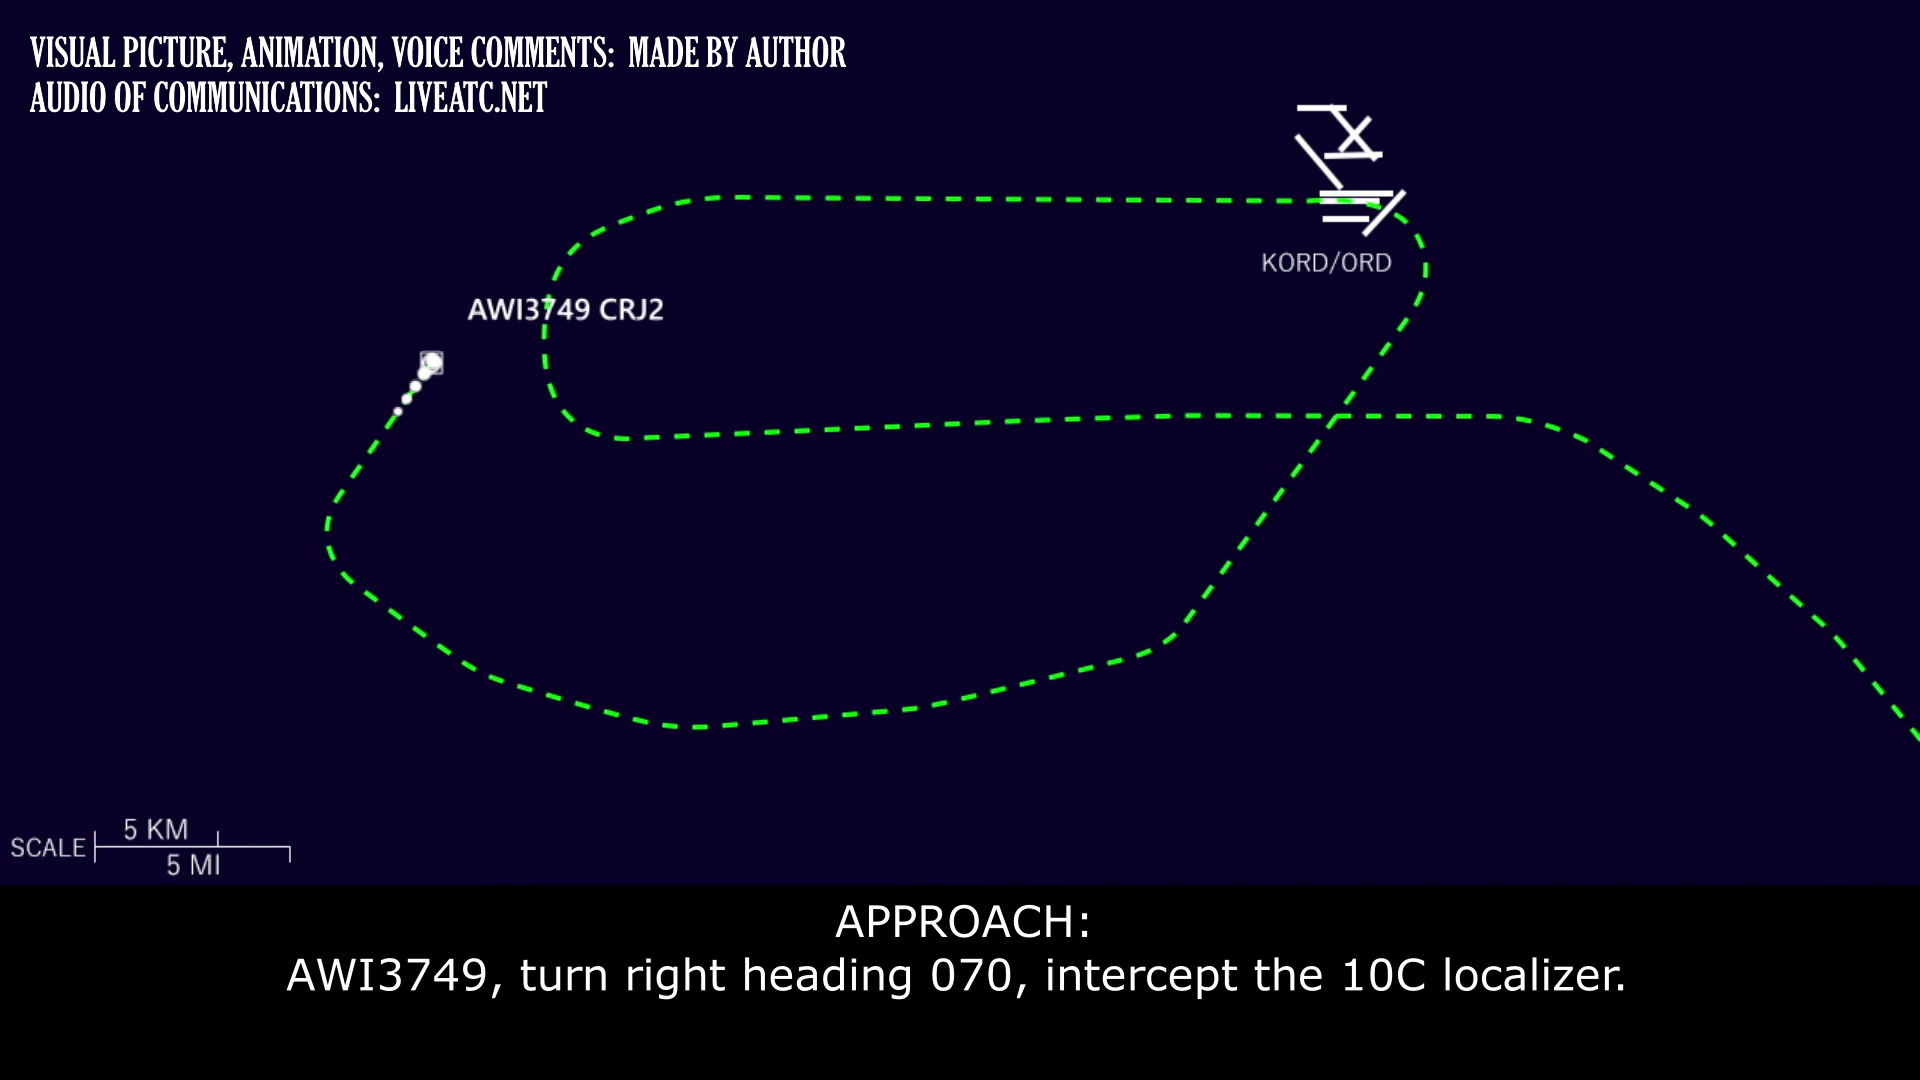 VISUAL PICTURE, ANIMATION, VOICE COMMENTS: MADE BY AUTHOR
AUDIO OF COMMUNICATIONS: LIVEATC.NET
KORD/ORD
AWI3749 CRJ2
5 KM
SCALE
5 MI
APPROACH:
AWI3749, turn right heading 070, intercept the 10C localizer.